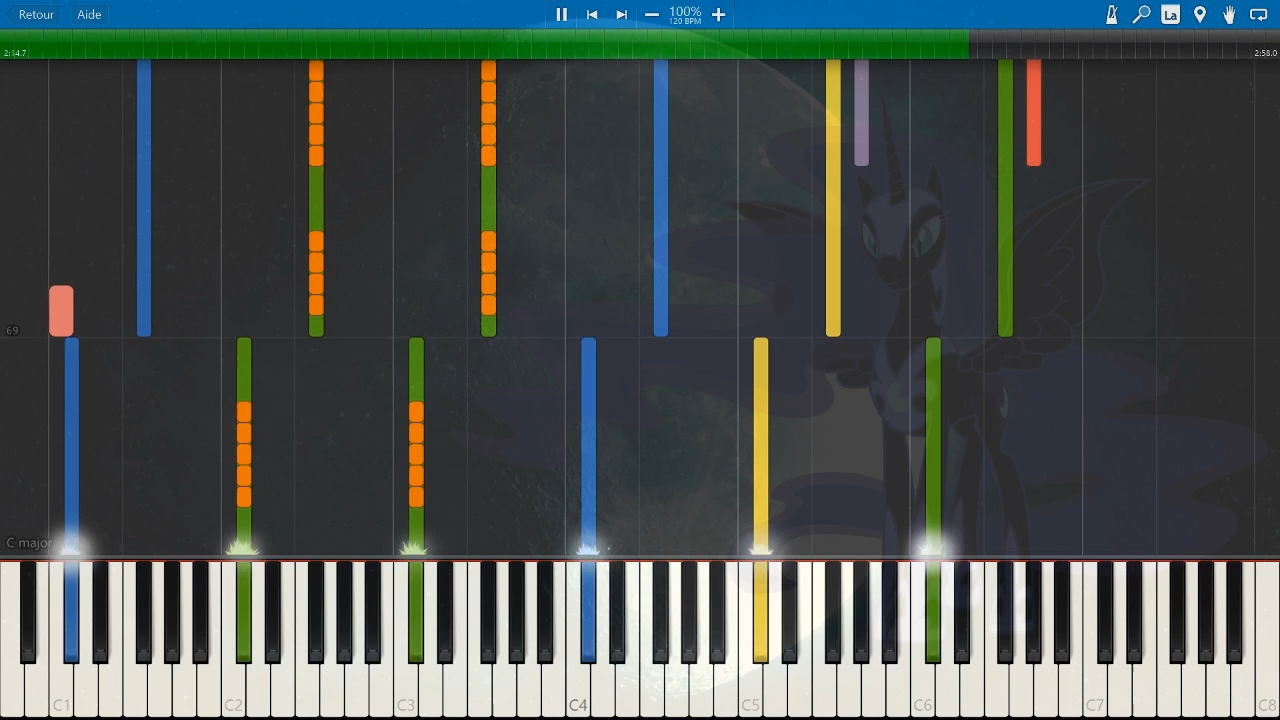 Retour Aide 100% La
120 BPM
2:14.7 2:58.0
69
C major
C1 C2 C3 C4 C5 C6 C7 C8